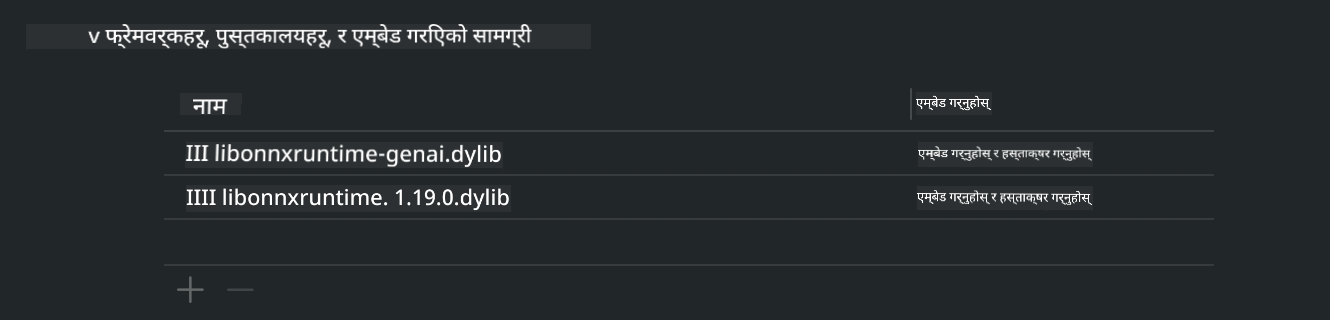 v फ्रेमवर्कहरू, पुस्तकालयहरू, र एम्बेड गरिएको सामग्री
नाम एम्बेड गर्नुहोस्
III libonnxruntime-genai.dylib एम्बेड गर्नुहोस् र हस्ताक्षर गर्नुहोस्
IIII libonnxruntime. 1.19.0.dylib एम्बेड गर्नुहोस् र हस्ताक्षर गर्नुहोस्